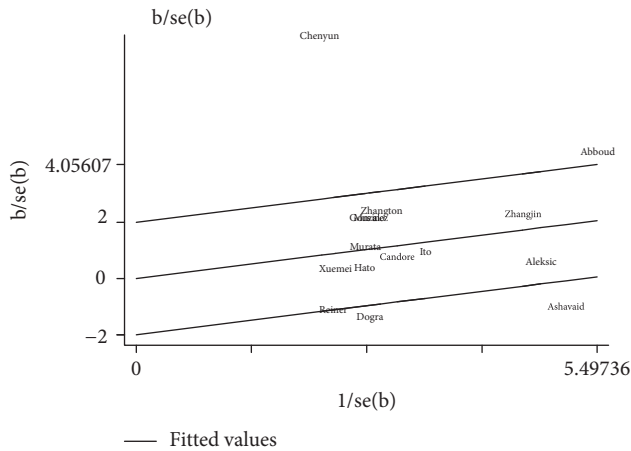 b/se(b)
Chenyun
Abboud
4.05607
Zhangton
Zhangjin
2
b/se(b)
Murata
Ito
Candore
Aleksic
Xuemei
Hato
0
Reiner
Ashavaid
Dogra
−2
0
5.49736
1/se(b)
Fitted values